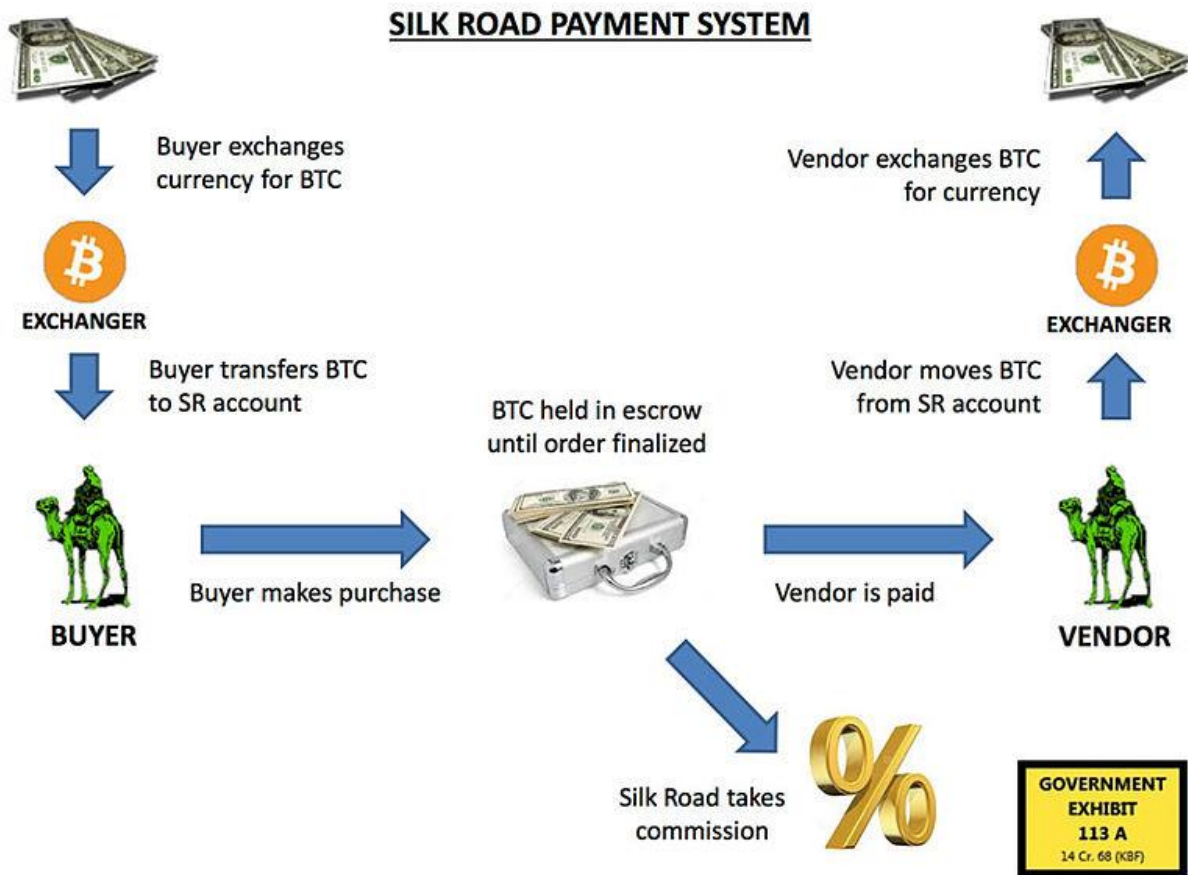 SILK ROAD PAYMENT SYSTEM
Buyer exchanges
currency for BTC
EXCHANGER
Buyer transfers BTC
to SR account
BUYER
Buyer makes purchase
BTC held in escrow
until order finalized
Vendor is paid
Silk Road takes
commission
VENDOR
Vendor moves BTC
from SR account
EXCHANGER
Vendor exchanges BTC
for currency
GOVERNMENT
EXHIBIT
113 A
14 Cr. 68 (KBF)